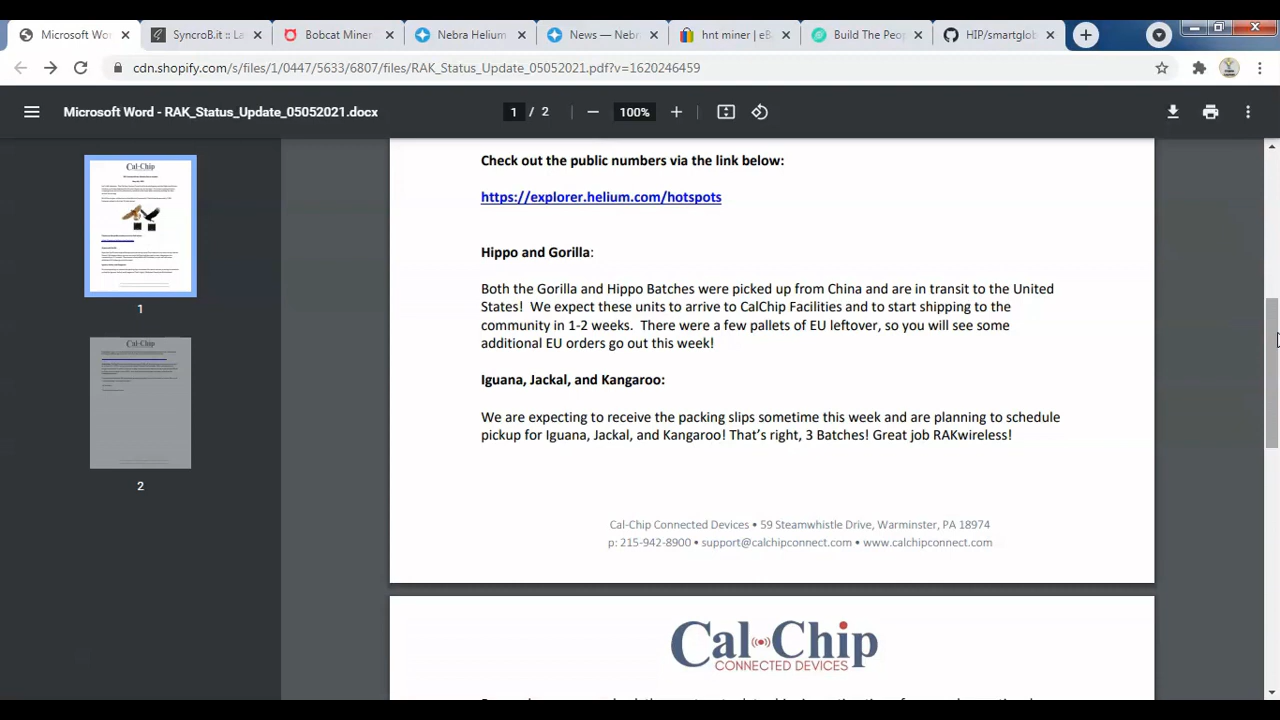 Microsoft Wo
SyncroB.it :: La
Bobcat Miner
Nebra Helium
News — Nebr
hnt miner | eB
Build The Peop
HIP/smartglob
cdn.shopify.com/s/files/1/0447/5633/6807/files/RAK_Status_Update_05052021.pdf?v=1620246459
Microsoft Word - RAK_Status_Update_05052021.docx
1 / 2
100%
Cal-Chip
1
Cal-Chip
2
Check out the public numbers via the link below:
https://explorer.helium.com/hotspots
Hippo and Gorilla:
Both the Gorilla and Hippo Batches were picked up from China and are in transit to the United
States! We expect these units to arrive to CalChip Facilities and to start shipping to the
community in 1-2 weeks. There were a few pallets of EU leftover, so you will see some
additional EU orders go out this week!
Iguana, Jackal, and Kangaroo:
We are expecting to receive the packing slips sometime this week and are planning to schedule
pickup for Iguana, Jackal, and Kangaroo! That's right, 3 Batches! Great job RAKwireless!
Cal-Chip Connected Devices • 59 Steamwhistle Drive, Warminster, PA 18974
p: 215-942-8900 • support@calchipconnect.com • www.calchipconnect.com
Cal-Chip
CONNECTED DEVICES